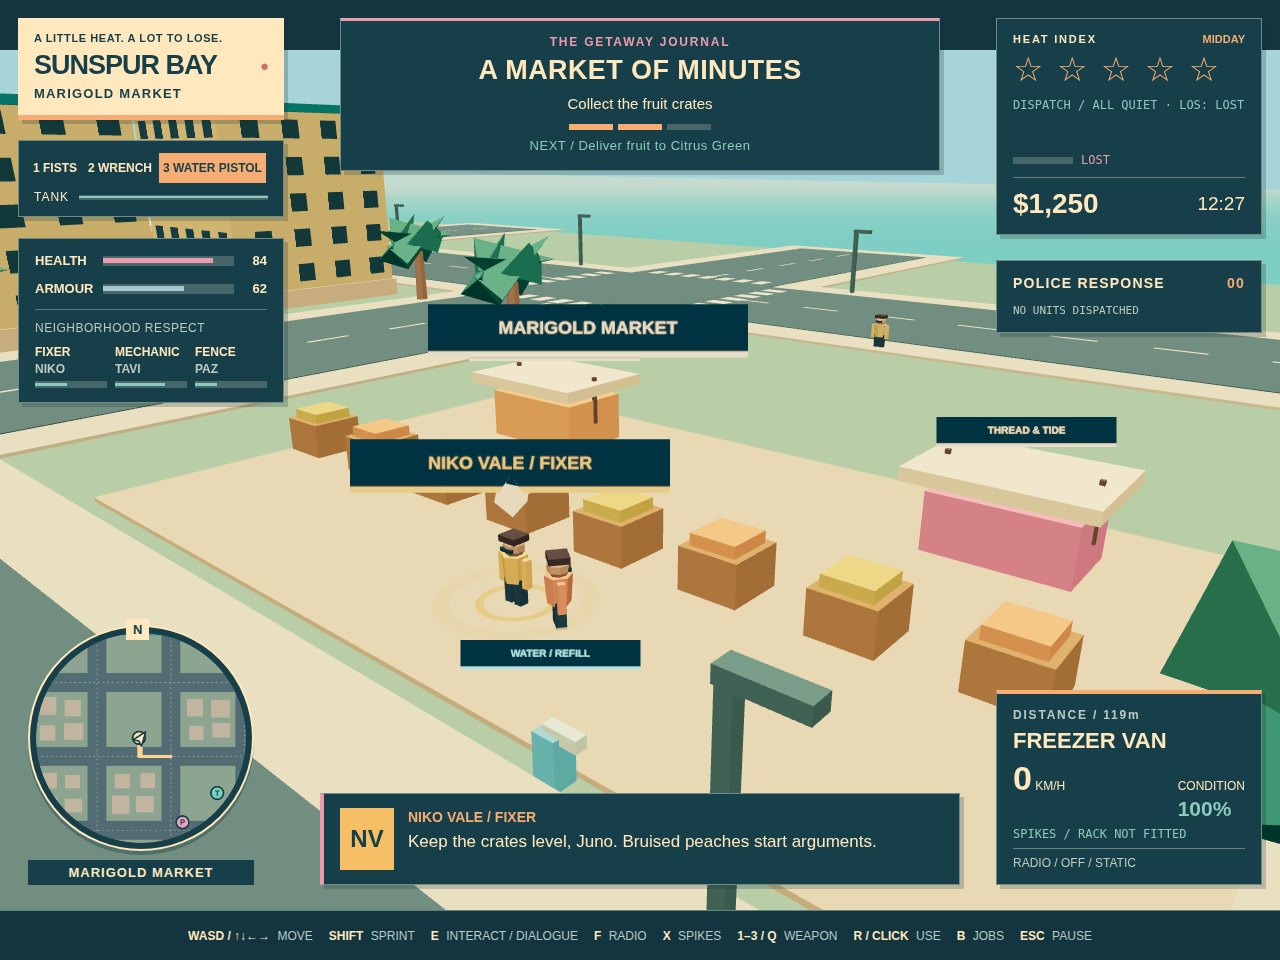 A LITTLE HEAT. A LOT TO LOSE.
SUNSPUR BAY
MARIGOLD MARKET
1 FISTS 2 WRENCH 3 WATER PISTOL
TANK
HEALTH 84
ARMOUR 62
NEIGHBORHOOD RESPECT
FIXER MECHANIC FENCE
NIKO TAVI PAZ
THE GETAWAY JOURNAL
A MARKET OF MINUTES
Collect the fruit crates
NEXT / Deliver fruit to Citrus Green
HEAT INDEX MIDDAY
☆ ☆ ☆ ☆ ☆
DISPATCH / ALL QUIET · LOS: LOST
LOST
$1,250 12:27
POLICE RESPONSE 00
NO UNITS DISPATCHED
MARIGOLD MARKET
THREAD & TIDE
NIKO VALE / FIXER
WATER / REFILL
N
T
P
MARIGOLD MARKET
NV
NIKO VALE / FIXER
Keep the crates level, Juno. Bruised peaches start arguments.
DISTANCE / 119m
FREEZER VAN
0 KM/H CONDITION
100%
SPIKES / RACK NOT FITTED
RADIO / OFF / STATIC
WASD / ↑↓←→ MOVE SHIFT SPRINT E INTERACT / DIALOGUE F RADIO X SPIKES 1–3 / Q WEAPON R / CLICK USE B JOBS ESC PAUSE